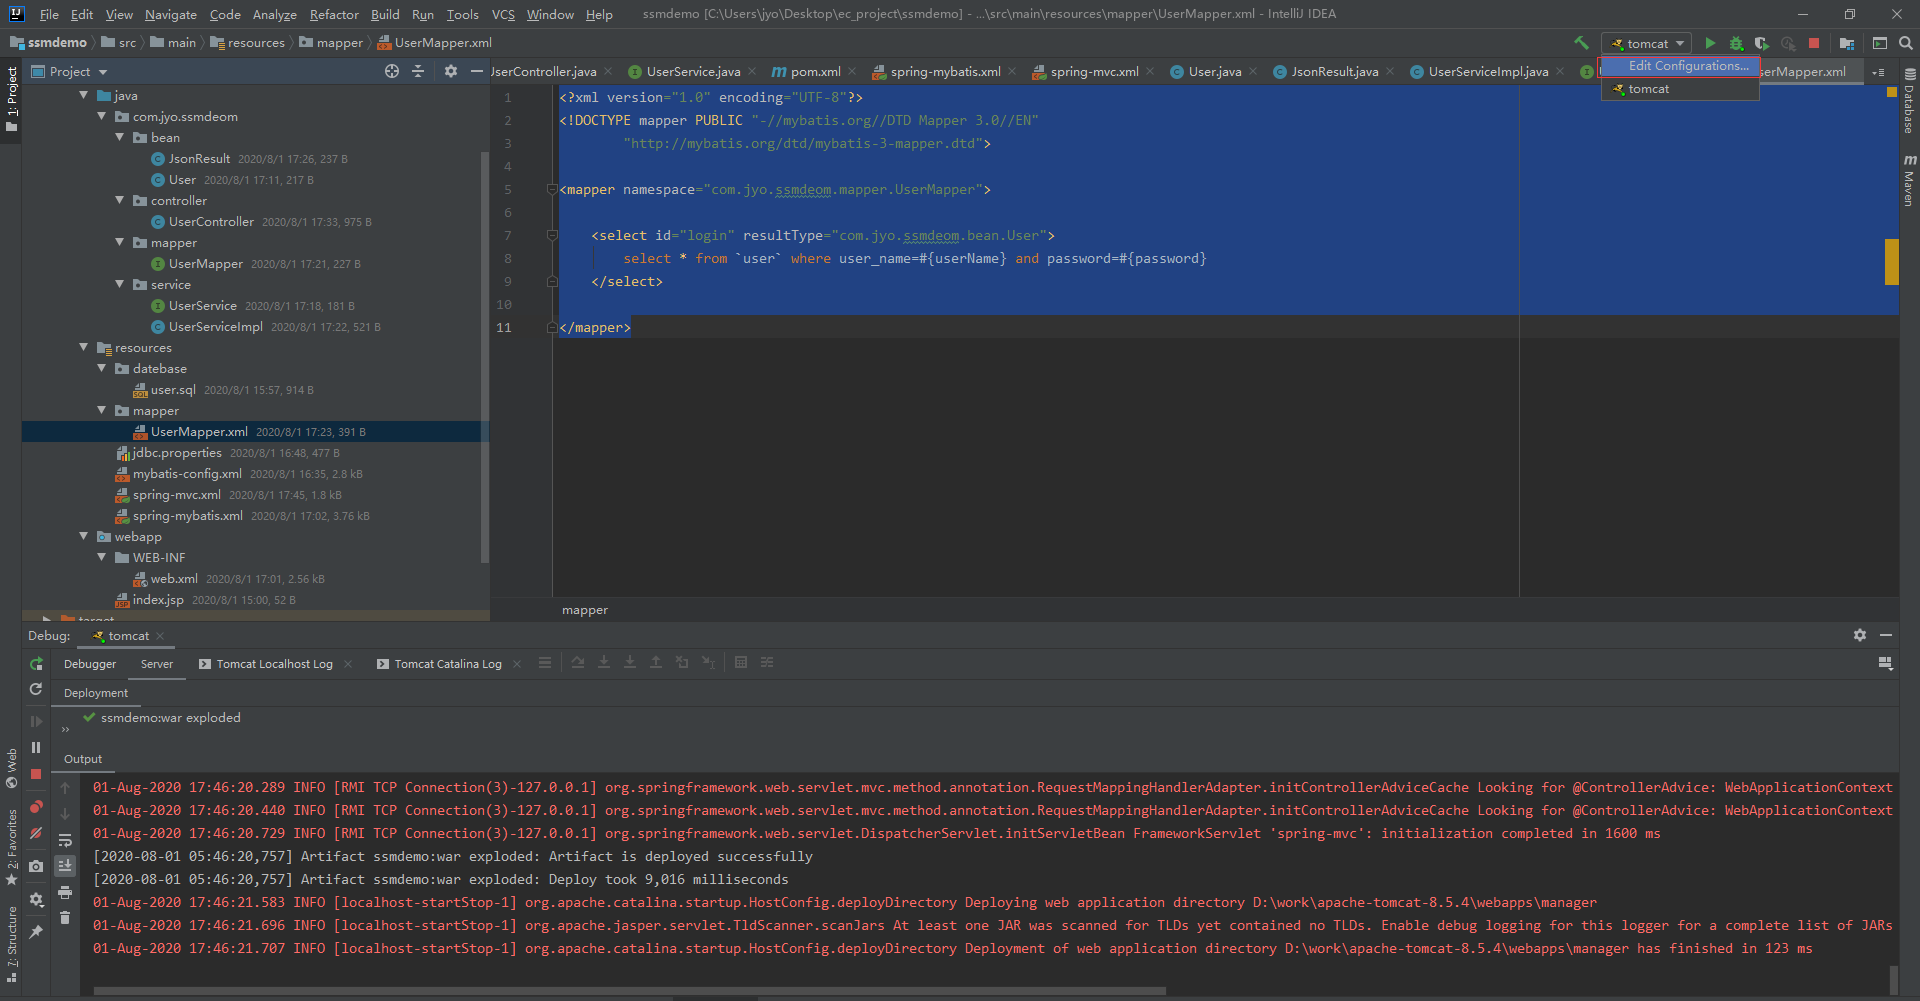 File Edit View Navigate Code Analyze Refactor Build Run Tools VCS Window Help ssmdemo [C:\Users\jyo\Desktop\ec_project\ssmdemo] - ...\src\main\resources\mapper\UserMapper.xml - IntelliJ IDEA
ssmdemo src main resources mapper UserMapper.xml tomcat
Project UserController.java UserService.java pom.xml spring-mybatis.xml spring-mvc.xml User.java JsonResult.java UserServiceImpl.java serMapper.xml
Edit Configurations...
tomcat
1: Project
Database
Maven
java
com.jyo.ssmdeom
bean
JsonResult 2020/8/1 17:26, 237 B
User 2020/8/1 17:11, 217 B
controller
UserController 2020/8/1 17:33, 975 B
mapper
UserMapper 2020/8/1 17:21, 227 B
service
UserService 2020/8/1 17:18, 181 B
UserServiceImpl 2020/8/1 17:22, 521 B
resources
datebase
user.sql 2020/8/1 15:57, 914 B
mapper
UserMapper.xml 2020/8/1 17:23, 391 B
jdbc.properties 2020/8/1 16:48, 477 B
mybatis-config.xml 2020/8/1 16:35, 2.8 kB
spring-mvc.xml 2020/8/1 17:45, 1.8 kB
spring-mybatis.xml 2020/8/1 17:02, 3.76 kB
webapp
WEB-INF
web.xml 2020/8/1 17:01, 2.56 kB
index.jsp 2020/8/1 15:00, 52 B
target
1 <?xml version="1.0" encoding="UTF-8"?>
2 <!DOCTYPE mapper PUBLIC "-//mybatis.org//DTD Mapper 3.0//EN"
3 "http://mybatis.org/dtd/mybatis-3-mapper.dtd">
4
5 <mapper namespace="com.jyo.ssmdeom.mapper.UserMapper">
6
7 <select id="login" resultType="com.jyo.ssmdeom.bean.User">
8 select * from `user` where user_name=#{userName} and password=#{password}
9 </select>
10
11 </mapper>
mapper
Debug: tomcat
Debugger Server Tomcat Localhost Log Tomcat Catalina Log
Deployment
ssmdemo:war exploded
Output
Web
2: Favorites
7: Structure
01-Aug-2020 17:46:20.289 INFO [RMI TCP Connection(3)-127.0.0.1] org.springframework.web.servlet.mvc.method.annotation.RequestMappingHandlerAdapter.initControllerAdviceCache Looking for @ControllerAdvice: WebApplicationContext
01-Aug-2020 17:46:20.440 INFO [RMI TCP Connection(3)-127.0.0.1] org.springframework.web.servlet.mvc.method.annotation.RequestMappingHandlerAdapter.initControllerAdviceCache Looking for @ControllerAdvice: WebApplicationContext
01-Aug-2020 17:46:20.729 INFO [RMI TCP Connection(3)-127.0.0.1] org.springframework.web.servlet.DispatcherServlet.initServletBean FrameworkServlet 'spring-mvc': initialization completed in 1600 ms
[2020-08-01 05:46:20,757] Artifact ssmdemo:war exploded: Artifact is deployed successfully
[2020-08-01 05:46:20,757] Artifact ssmdemo:war exploded: Deploy took 9,016 milliseconds
01-Aug-2020 17:46:21.583 INFO [localhost-startStop-1] org.apache.catalina.startup.HostConfig.deployDirectory Deploying web application directory D:\work\apache-tomcat-8.5.4\webapps\manager
01-Aug-2020 17:46:21.696 INFO [localhost-startStop-1] org.apache.jasper.servlet.TldScanner.scanJars At least one JAR was scanned for TLDs yet contained no TLDs. Enable debug logging for this logger for a complete list of JARs
01-Aug-2020 17:46:21.707 INFO [localhost-startStop-1] org.apache.catalina.startup.HostConfig.deployDirectory Deployment of web application directory D:\work\apache-tomcat-8.5.4\webapps\manager has finished in 123 ms